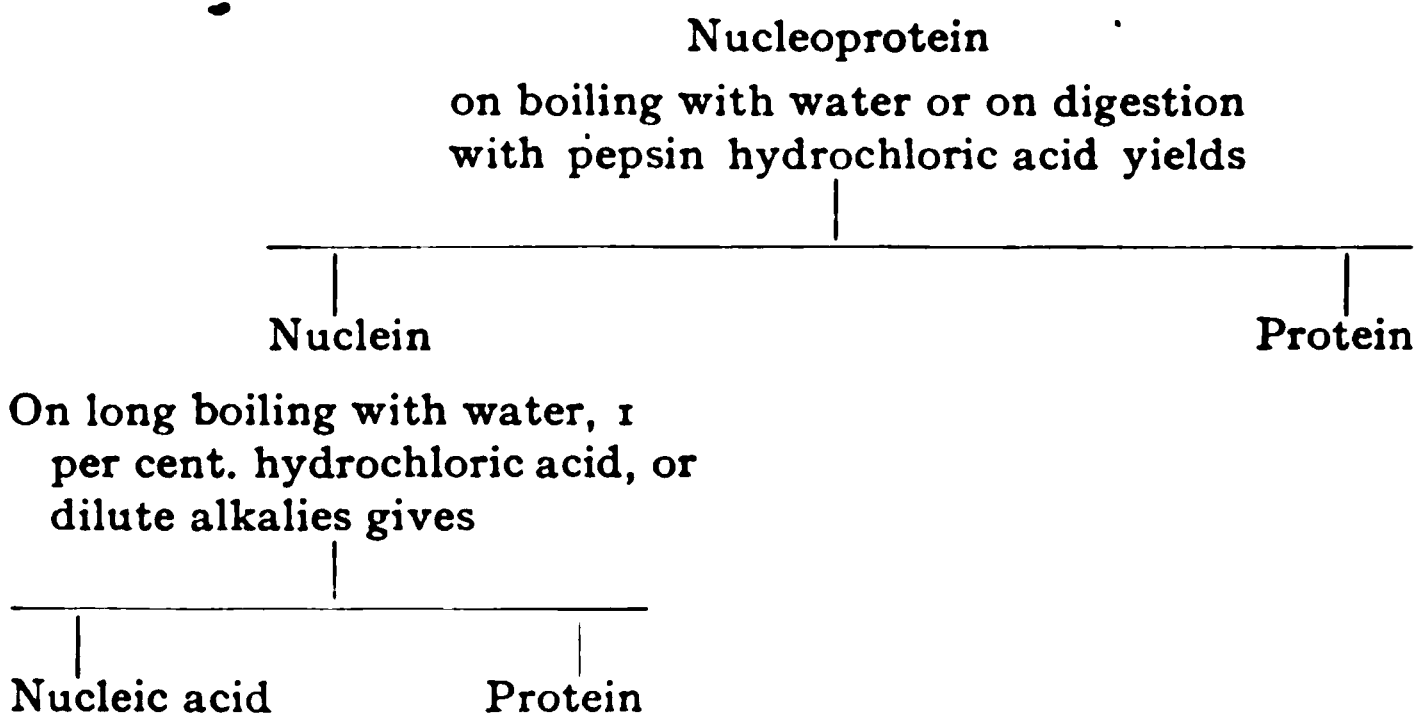 Nucleoprotein
on boiling with water or on digestion
with pepsin hydrochloric acid yields
Nuclein
Protein
On long boiling with water, 1
per cent. hydrochloric acid, or
dilute alkalies gives
Nucleic acid
Protein